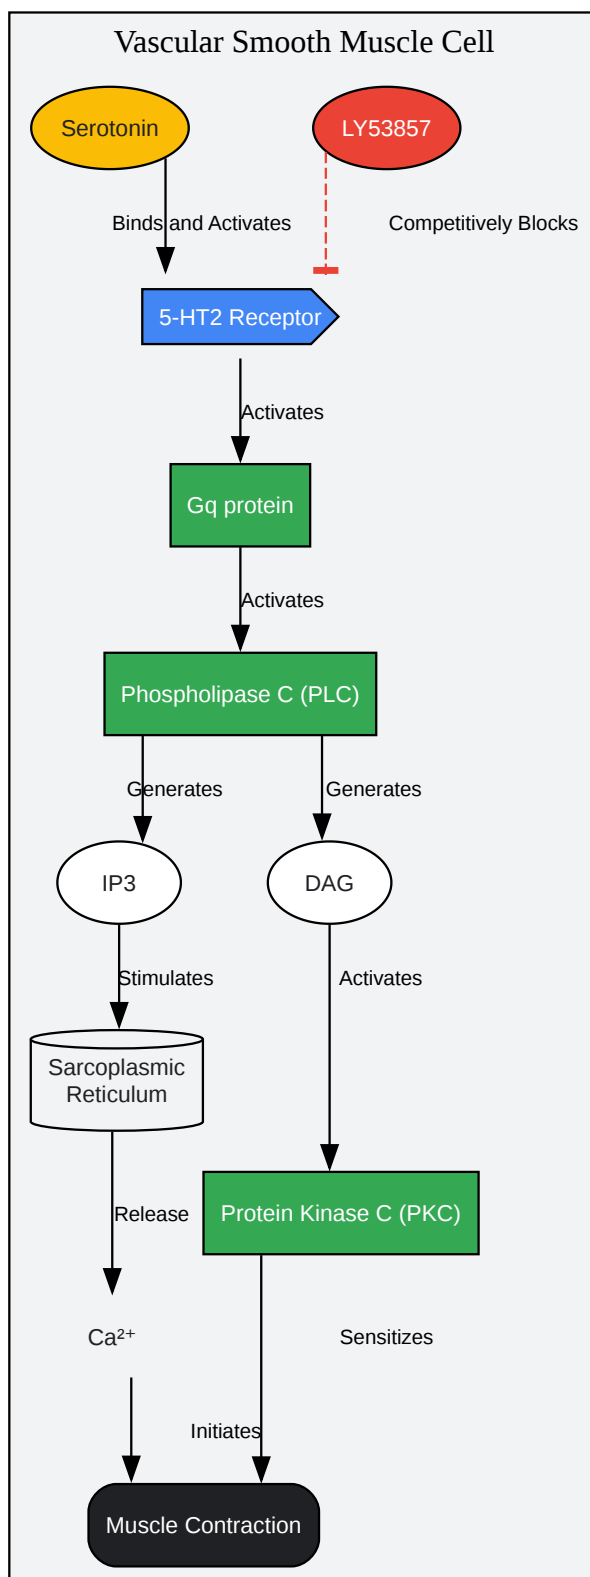 Vascular Smooth Muscle Cell
Serotonin
LY53857
Binds and Activates
Competitively Blocks
5-HT2 Receptor
Activates
Gq protein
Activates
Phospholipase C (PLC)
Generates
Generates
IP3
DAG
Stimulates
Activates
Sarcoplasmic
Reticulum
Release
Protein Kinase C (PKC)
Ca²⁺
Sensitizes
Initiates
Muscle Contraction